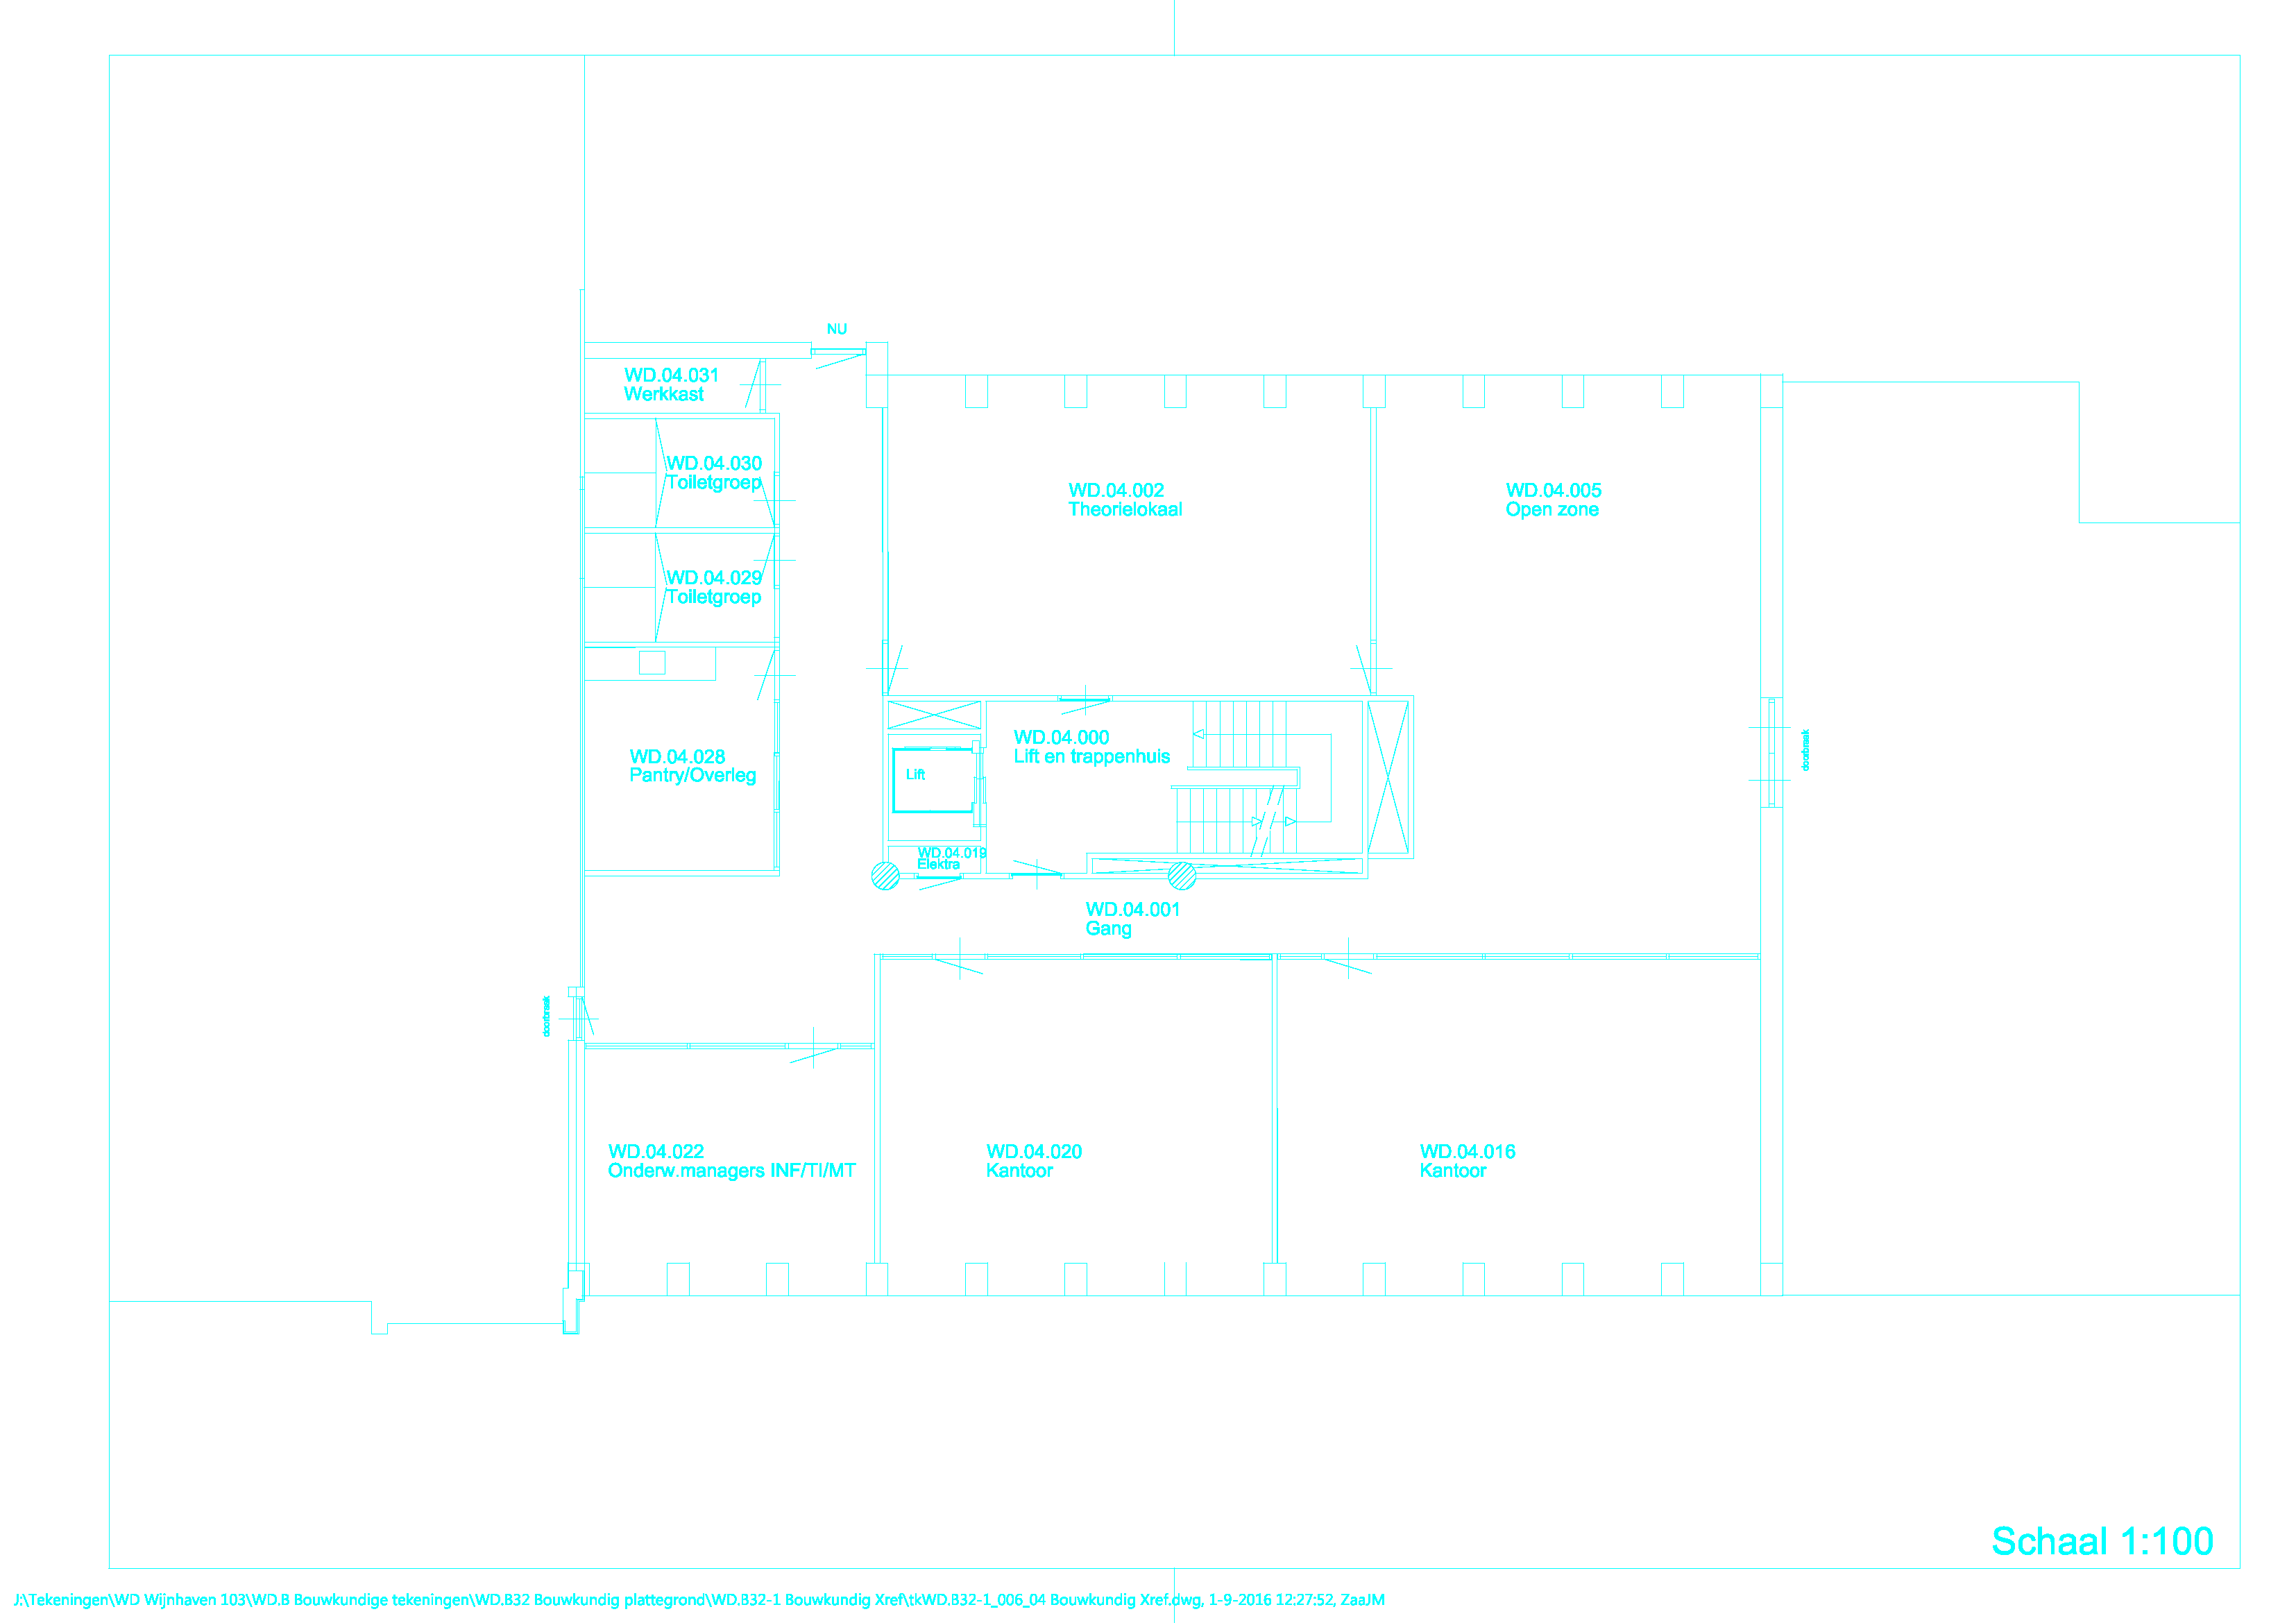 NU
WD.04.031
Werkkast
WD.04.030
Toiletgroep
WD.04.002
Theorielokaal
WD.04.005
Open zone
WD.04.029
Toiletgroep
WD.04.028
Pantry/Overleg
Lift
WD.04.000
Lift en trappenhuis
doorbraak
WD.04.019
Elektra
WD.04.001
Gang
doorbraak
WD.04.022
Onderw.managers INF/TI/MT
WD.04.020
Kantoor
WD.04.016
Kantoor
Schaal 1:100
J:\Tekeningen\WD Wijnhaven 103\WD.B Bouwkundige tekeningen\WD.B32 Bouwkundig plattegrond\WD.B32-1 Bouwkundig Xref\tkWD.B32-1_006_04 Bouwkundig Xref.dwg, 1-9-2016 12:27:52, ZaaJM